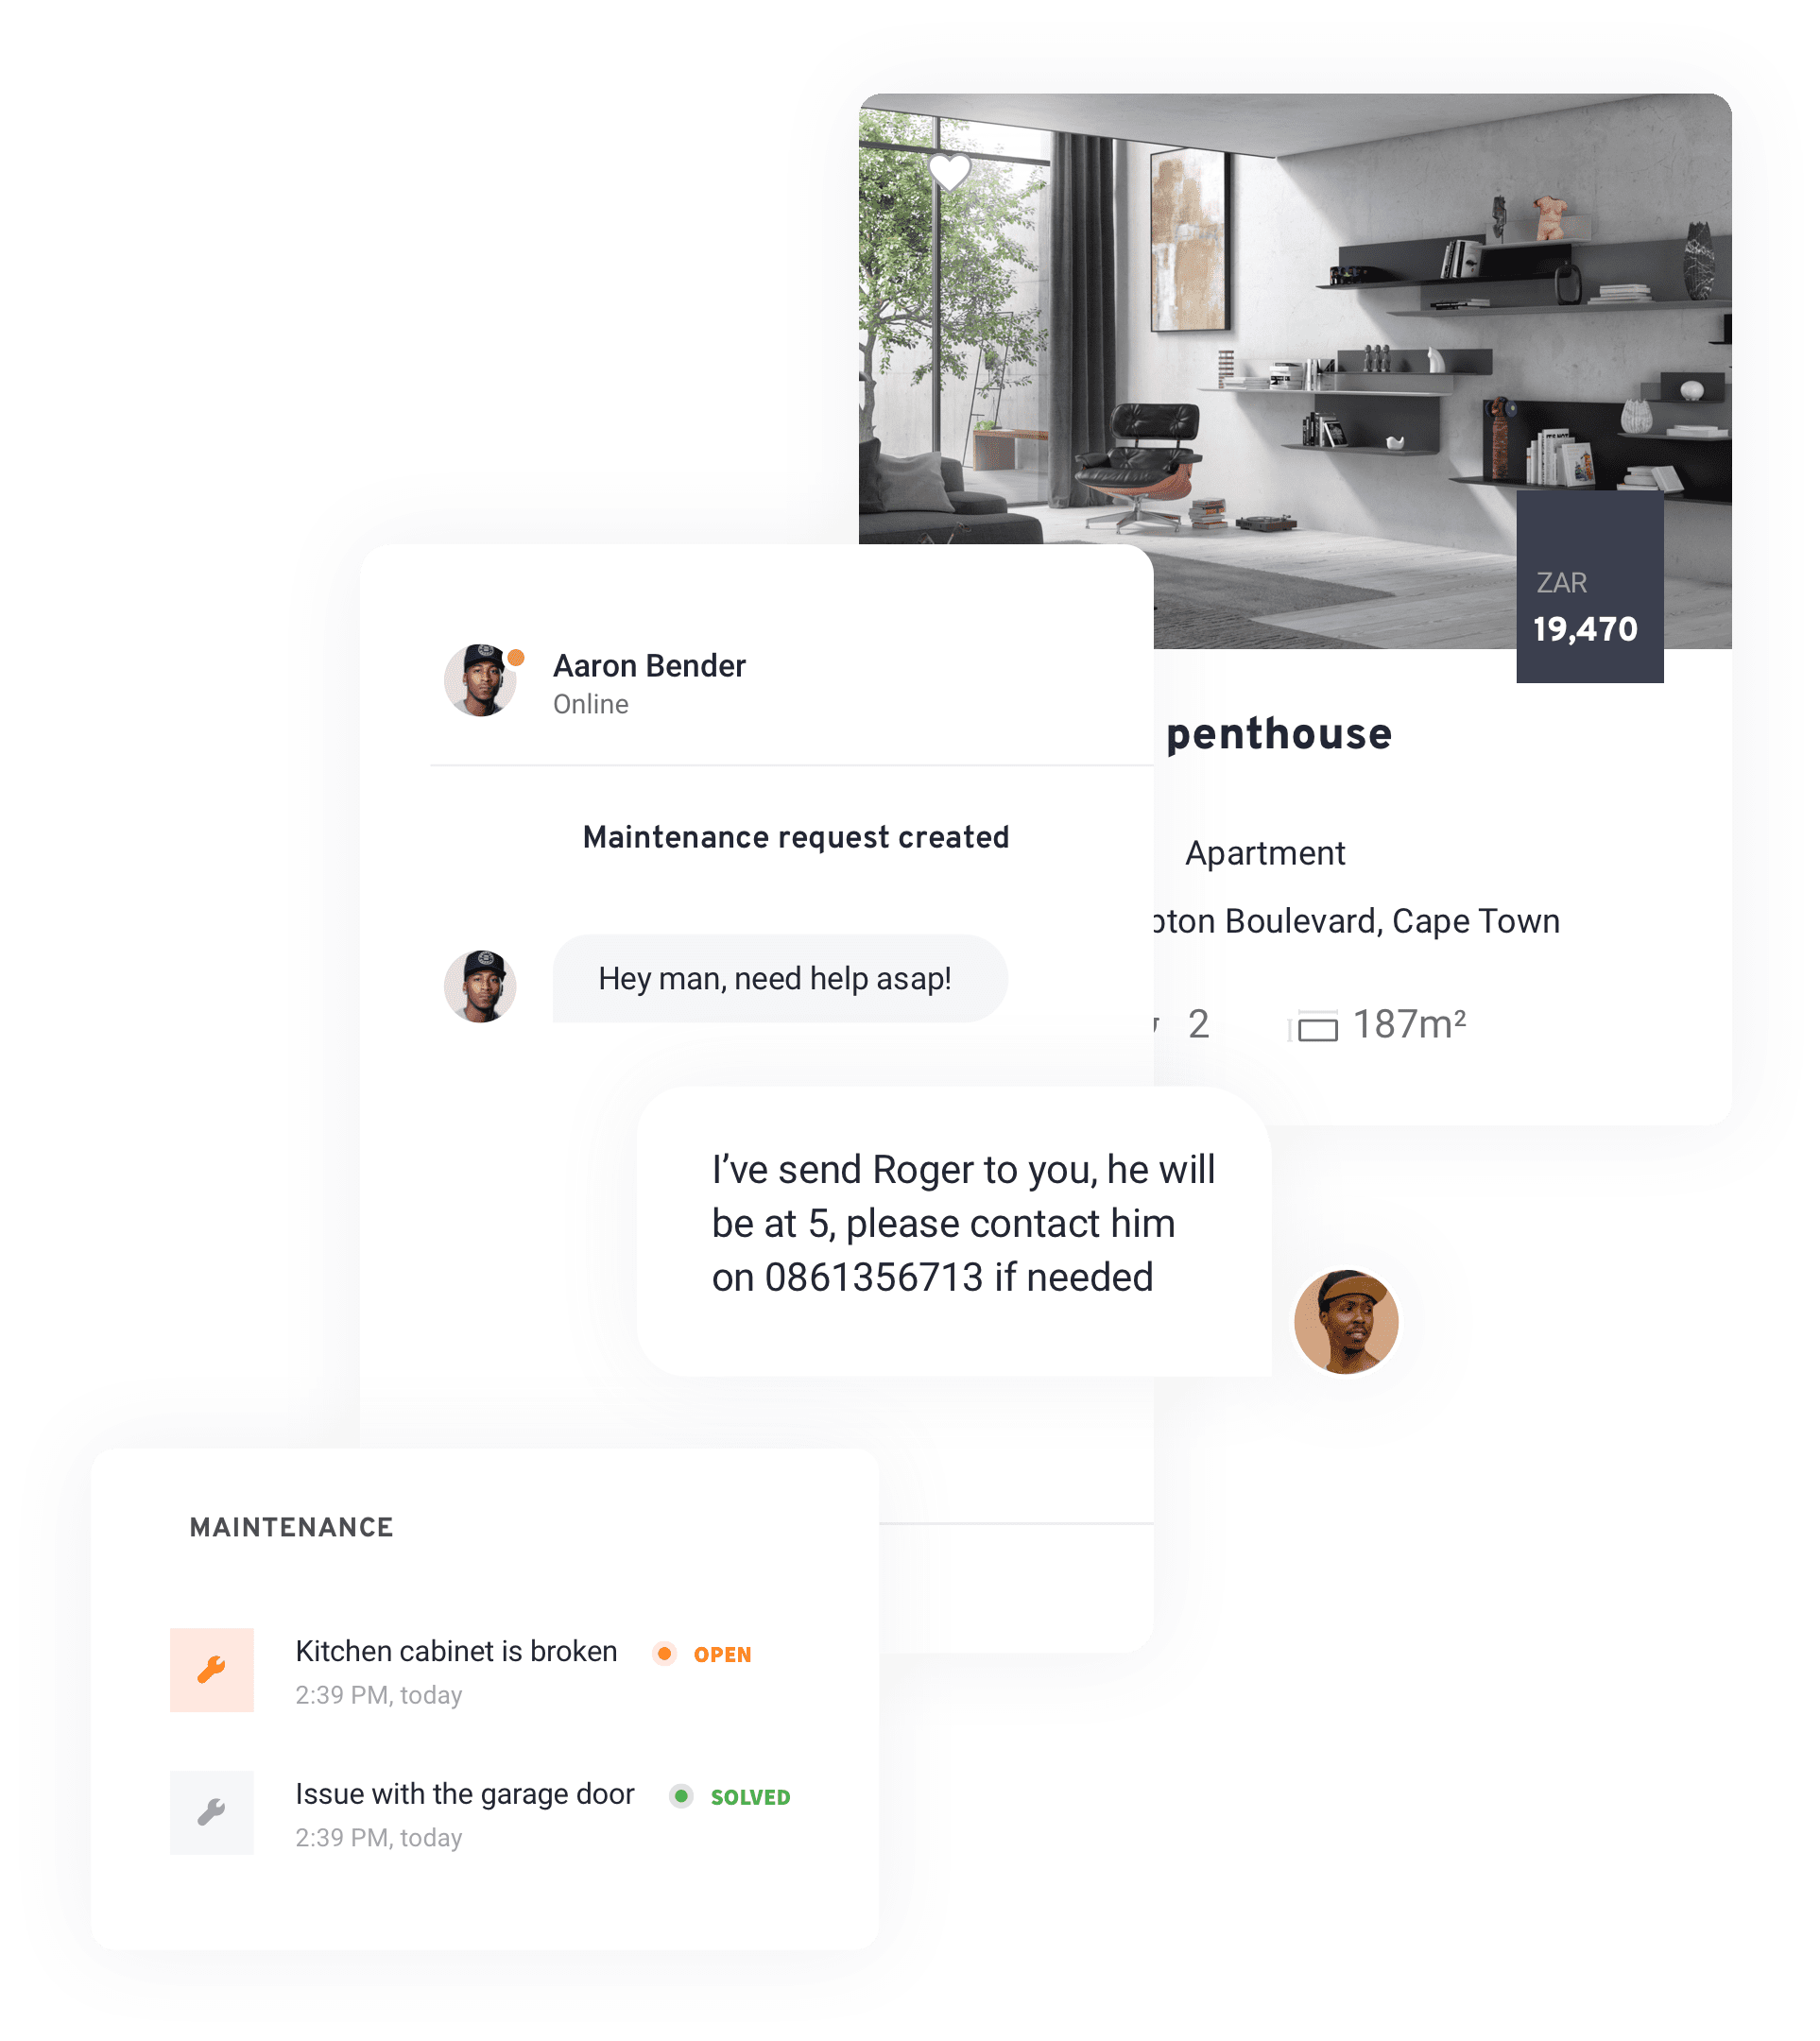 ZAR
19,470
penthouse
Apartment
Boulevard, Cape Town
2
187m²
Aaron Bender
Online
Maintenance request created
Hey man, need help asap!
I’ve send Roger to you, he will
be at 5, please contact him
on 0861356713 if needed
MAINTENANCE
Kitchen cabinet is broken
OPEN
2:39 PM, today
Issue with the garage door
SOLVED
2:39 PM, today